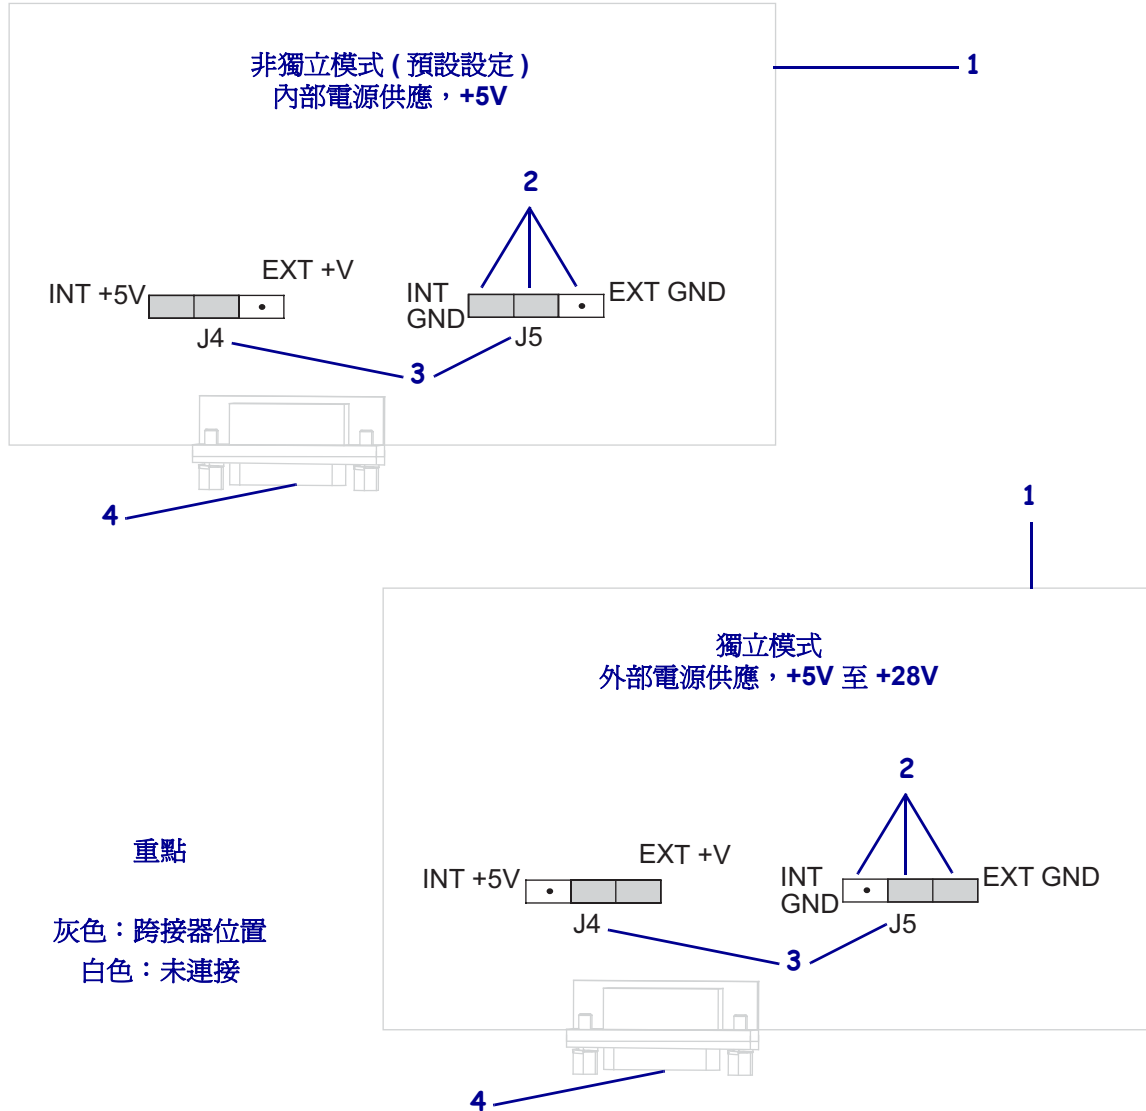 非獨立模式 ( 預設設定 )
內部電源供應，+5V
1
2
INT +5V
EXT +V
INT
GND
EXT GND
J4
J5
3
4
1
獨立模式
外部電源供應，+5V 至 +28V
2
重點
灰色：跨接器位置
白色：未連接
INT +5V
EXT +V
INT
GND
EXT GND
J4
J5
3
4